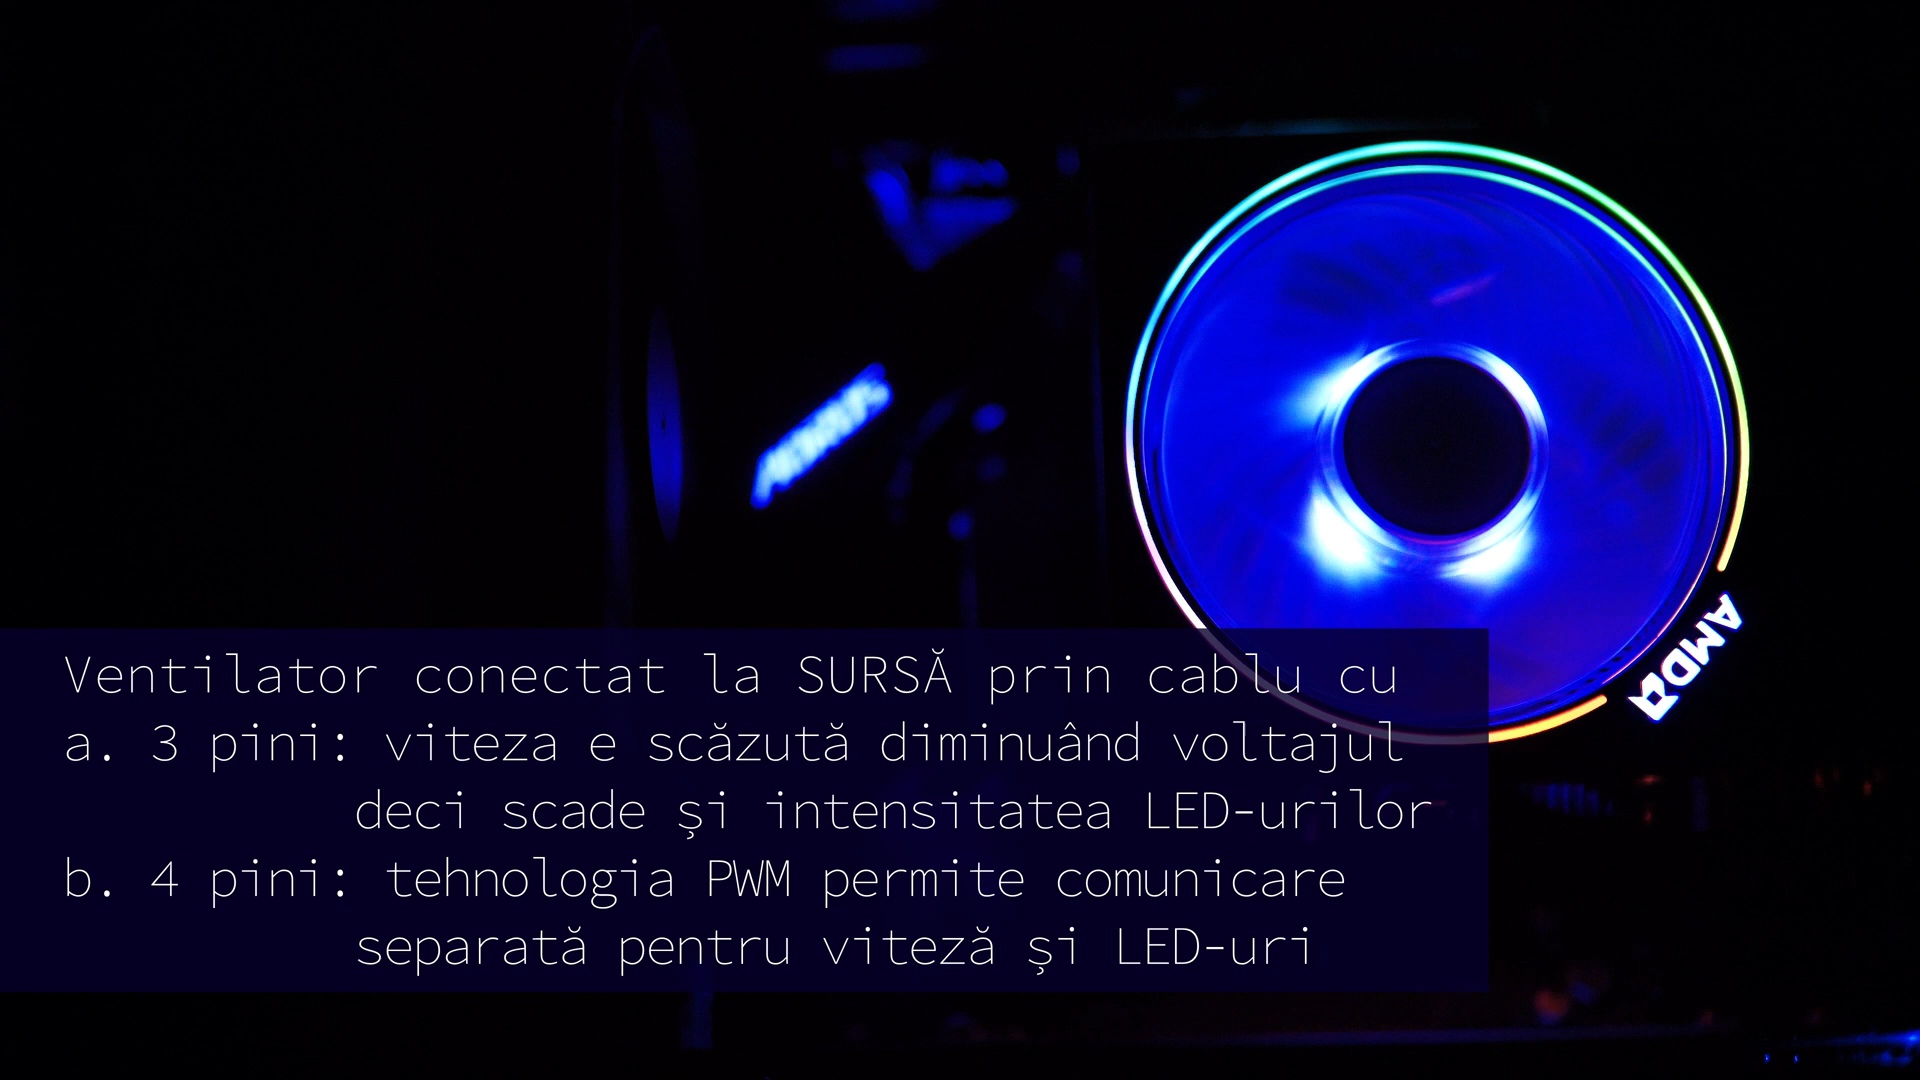 AORUS
AMD
Ventilator conectat la SURSĂ prin cablu cu
a. 3 pini: viteza e scăzută diminuând voltajul
deci scade și intensitatea LED-urilor
b. 4 pini: tehnologia PWM permite comunicare
separată pentru viteză și LED-uri